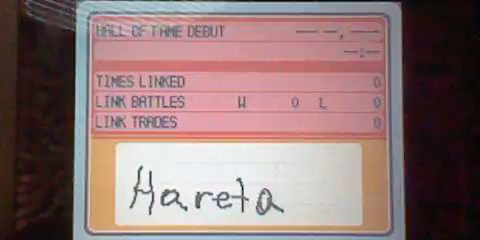 HALL OF FAME DEBUT --- --, ----
--:--
TIMES LINKED 0
LINK BATTLES W 0 L 0
LINK TRADES 0
Hareta